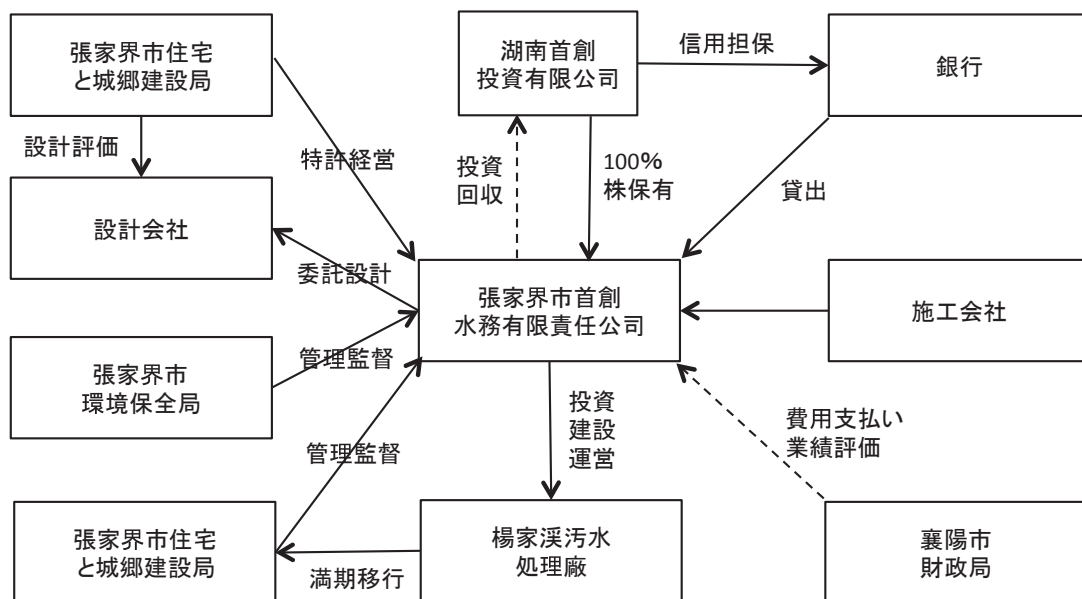 張家界市住宅
と城郷建設局
湖南首創
投資有限公司
信用担保
銀行
設計評価
特許経営
投資
回収
100%
株保有
貸出
設計会社
委託設計
張家界市首創
水務有限責任公司
施工会社
張家界市
環境保全局
管理監督
管理監督
投資
建設
運営
費用支払い
業績評価
張家界市住宅
と城郷建設局
満期移行
楊家渓汚水
処理廠
襄陽市
財政局